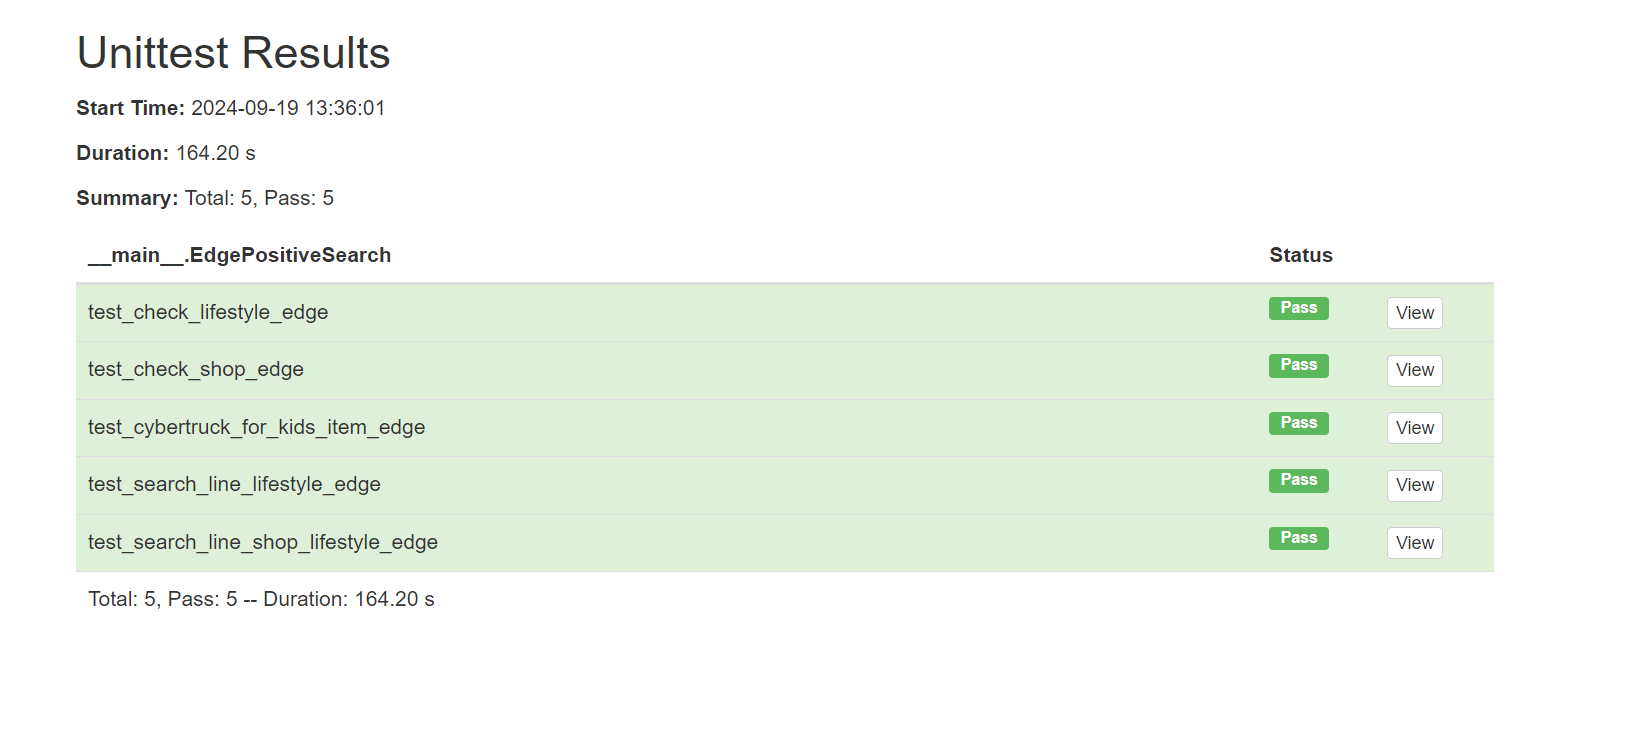 Unittest Results
Start Time: 2024-09-19 13:36:01
Duration: 164.20 s
Summary: Total: 5, Pass: 5
__main__.EdgePositiveSearch Status
test_check_lifestyle_edge Pass View
test_check_shop_edge Pass View
test_cybertruck_for_kids_item_edge Pass View
test_search_line_lifestyle_edge Pass View
test_search_line_shop_lifestyle_edge Pass View
Total: 5, Pass: 5 -- Duration: 164.20 s